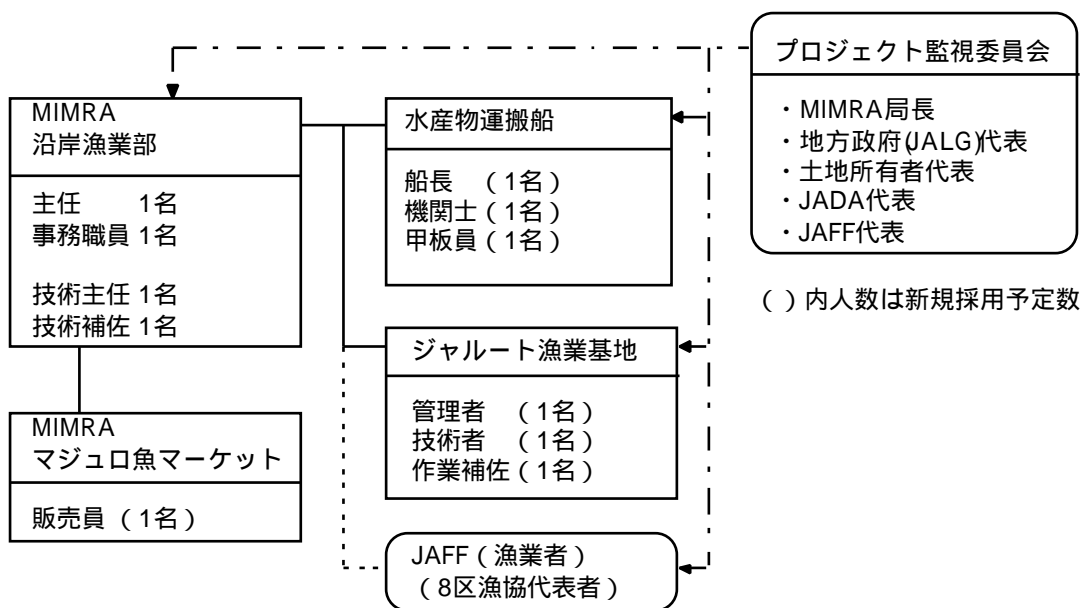 MIMRA
沿岸漁業部
主任 1名
事務職員 1名
技術主任 1名
技術補佐 1名
MIMRA
マジュロ魚マーケット
販売員（1名）
水産物運搬船
船長 （1名）
機関士（1名）
甲板員（1名）
ジャルート漁業基地
管理者 （1名）
技術者 （1名）
作業補佐（1名）
JAFF（漁業者）
（8区漁協代表者）
プロジェクト監視委員会
・MIMRA局長
・地方政府(JALG)代表
・土地所有者代表
・JADA代表
・JAFF代表
（ ）内人数は新規採用予定数